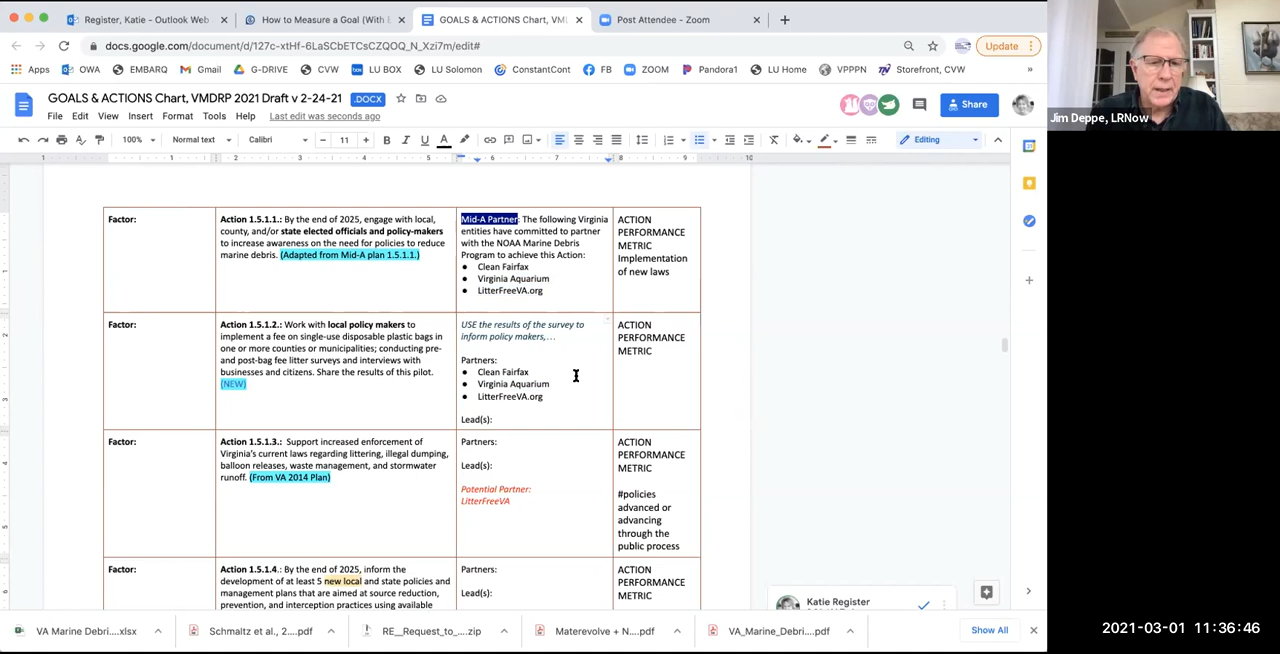 Register, Katie - Outlook Web
How to Measure a Goal (With E
GOALS & ACTIONS Chart, VMD
Post Attendee - Zoom
docs.google.com/document/d/127c-xtHf-6LaSCbETCsCZQOQ_N_Xzi7m/edit#
Update
Apps
OWA
EMBARQ
Gmail
G-DRIVE
CVW
LU BOX
LU Solomon
ConstantCont
FB
ZOOM
Pandora1
LU Home
VPPPN
Storefront, CVW
»
GOALS & ACTIONS Chart, VMDRP 2021 Draft v 2-24-21
.DOCX
File Edit View Insert Format Tools Help Last edit was seconds ago
Share
100% Normal text Calibri 11 B I U A Editing
1 1 2 3 4 5 6 7 8 9 10
Factor:
Action 1.5.1.1.: By the end of 2025, engage with local,
county, and/or state elected officials and policy-makers
to increase awareness on the need for policies to reduce
marine debris. (Adapted from Mid-A plan 1.5.1.1.)
Mid-A Partner: The following Virginia
entities have committed to partner
with the NOAA Marine Debris
Program to achieve this Action:
● Clean Fairfax
● Virginia Aquarium
● LitterFreeVA.org
ACTION
PERFORMANCE
METRIC
Implementation
of new laws
Factor:
Action 1.5.1.2.: Work with local policy makers to
implement a fee on single-use disposable plastic bags in
one or more counties or municipalities; conducting pre-
and post-bag fee litter surveys and interviews with
businesses and citizens. Share the results of this pilot.
(NEW)
USE the results of the survey to
inform policy makers,…
Partners:
● Clean Fairfax
● Virginia Aquarium
● LitterFreeVA.org
Lead(s):
ACTION
PERFORMANCE
METRIC
Factor:
Action 1.5.1.3.: Support increased enforcement of
Virginia's current laws regarding littering, illegal dumping,
balloon releases, waste management, and stormwater
runoff. (From VA 2014 Plan)
Partners:
Lead(s):
Potential Partner:
LitterFreeVA
ACTION
PERFORMANCE
METRIC
#policies
advanced or
advancing
through the
public process
Factor:
Action 1.5.1.4.: By the end of 2025, inform the
development of at least 5 new local and state policies and
management plans that are aimed at source reduction,
prevention, and interception practices using available
Partners:
Lead(s):
ACTION
PERFORMANCE
METRIC
Katie Register
VA Marine Debri....xlsx
Schmaltz et al., 2....pdf
RE__Request_to_....zip
Materevolve + N....pdf
VA_Marine_Debri....pdf
Show All
Jim Deppe, LRNow
2021-03-01 11:36:46